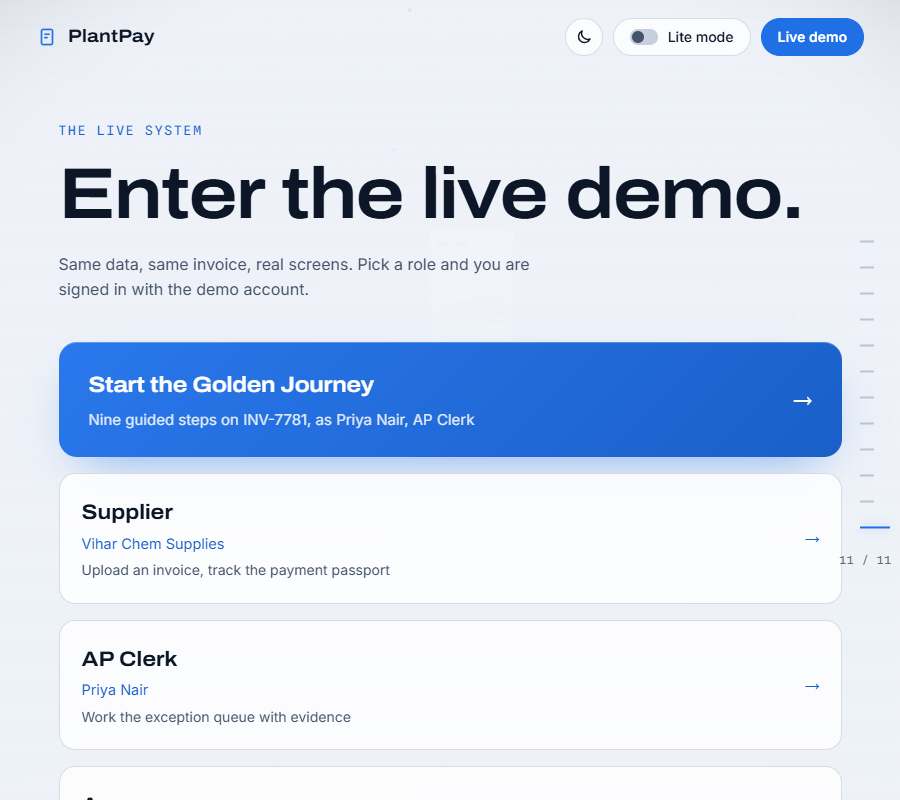 PlantPay
Lite mode
Live demo
THE LIVE SYSTEM
Enter the live demo.
Same data, same invoice, real screens. Pick a role and you are
signed in with the demo account.
Start the Golden Journey
Nine guided steps on INV-7781, as Priya Nair, AP Clerk
→
Supplier
Vihar Chem Supplies
Upload an invoice, track the payment passport
→
11 / 11
AP Clerk
Priya Nair
Work the exception queue with evidence
→